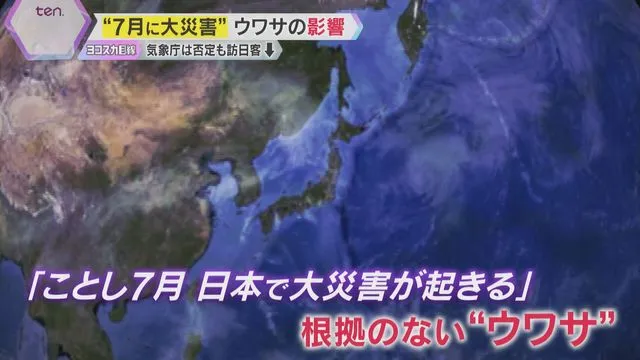 ten.
“7月に大災害” ウワサの影響
ヨコスカ目線 気象庁は否定も訪日客↓
「ことし7月 日本で大災害が起きる」
根拠のない“ウワサ”